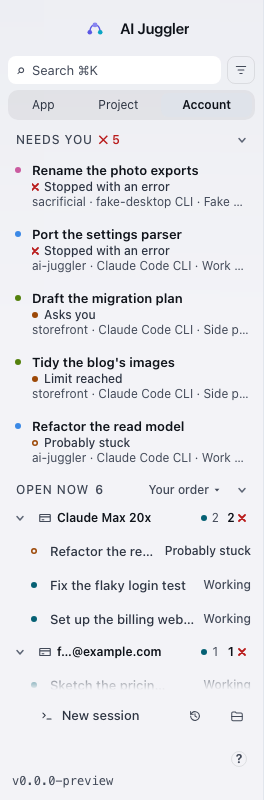 AI Juggler
Search ⌘K
App Project Account
NEEDS YOU ✕ 5
Rename the photo exports
✕ Stopped with an error
sacrificial · fake-desktop CLI · Fake ...
Port the settings parser
✕ Stopped with an error
ai-juggler · Claude Code CLI · Work ...
Draft the migration plan
Asks you
storefront · Claude Code CLI · Side p...
Tidy the blog's images
Limit reached
storefront · Claude Code CLI · Side p...
Refactor the read model
Probably stuck
ai-juggler · Claude Code CLI · Work ...
OPEN NOW 6 Your order
Claude Max 20x 2 2 ✕
Refactor the re... Probably stuck
Fix the flaky login test Working
Set up the billing web... Working
f...@example.com 1 1 ✕
Sketch the pricin... Working
>_ New session
?
v0.0.0-preview